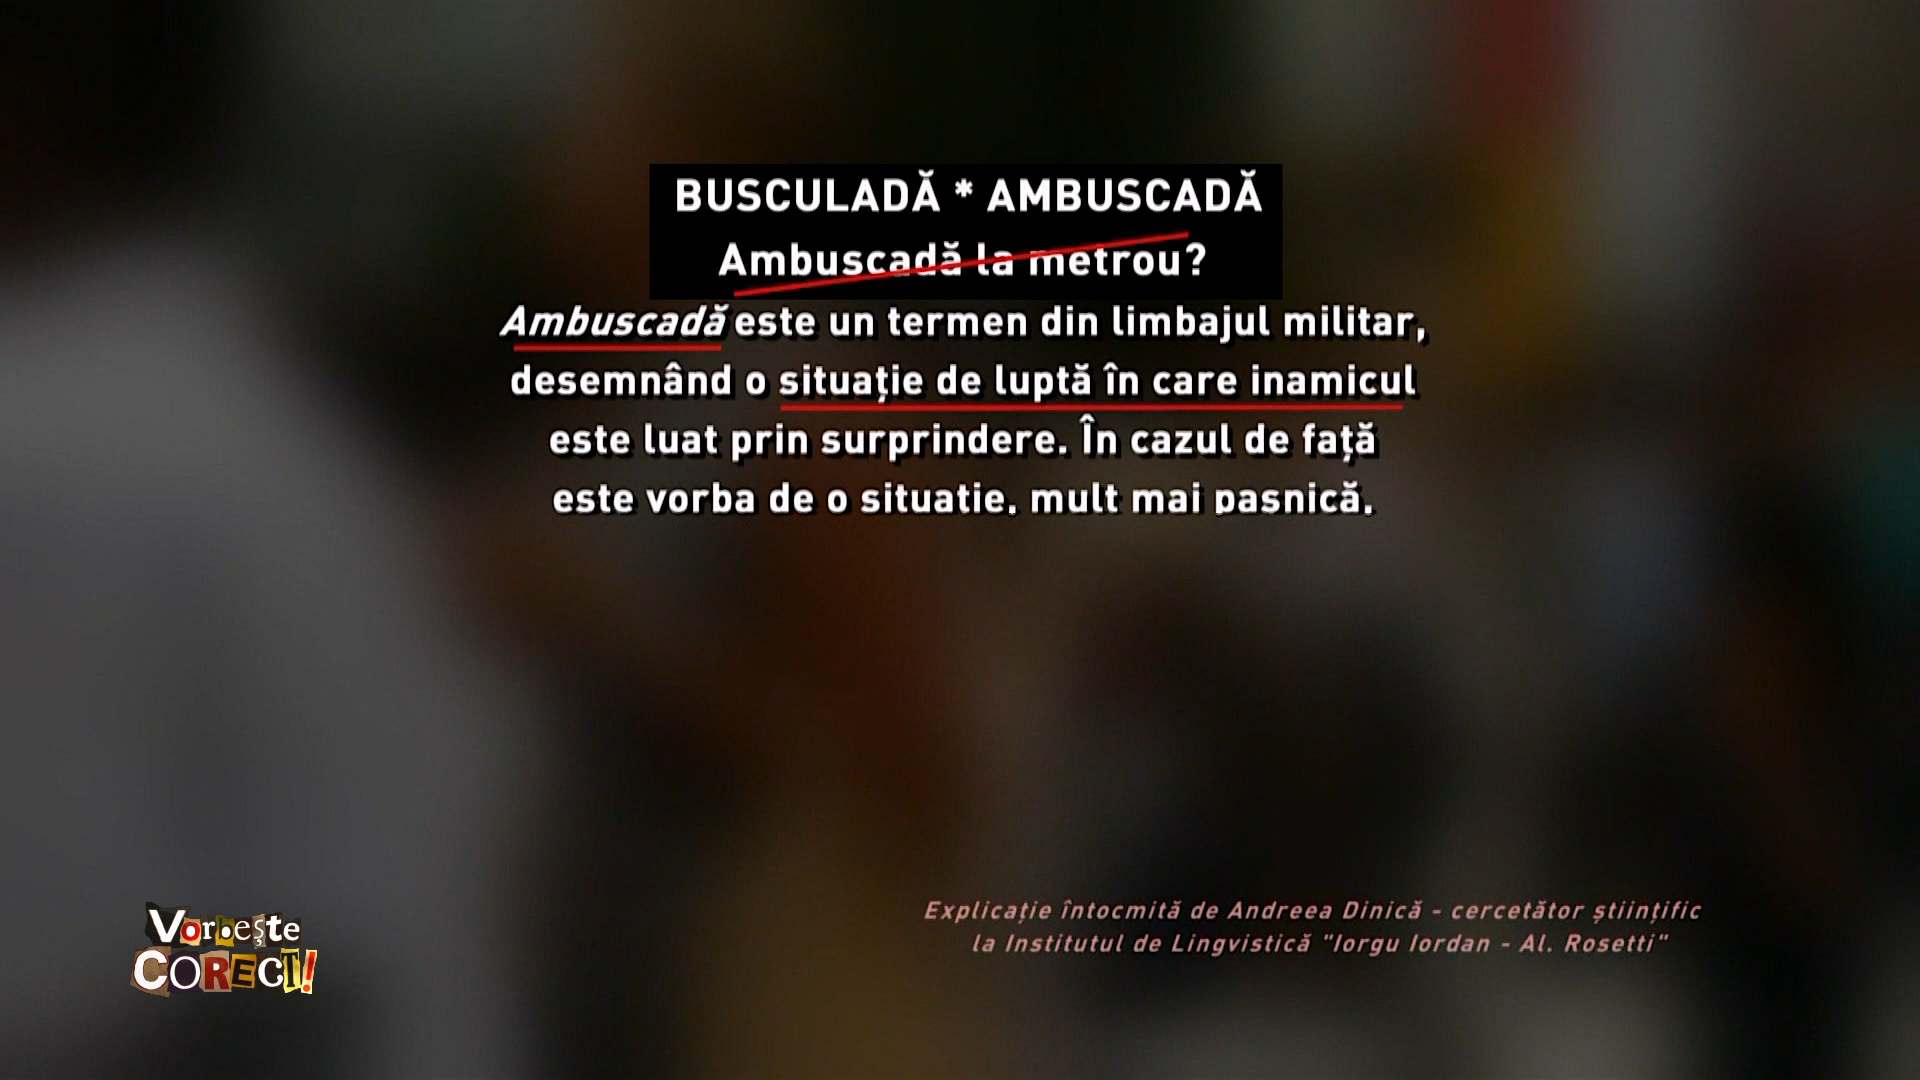 BUSCULADĂ * AMBUSCADĂ
Ambuscadă la metrou?
Ambuscadă este un termen din limbajul militar,
desemnând o situație de luptă în care inamicul
este luat prin surprindere. În cazul de față
este vorba de o situație, mult mai pașnică,
Explicație întocmită de Andreea Dinică - cercetător științific
la Institutul de Lingvistică "Iorgu Iordan - Al. Rosetti"
Vorbește
CORECT!